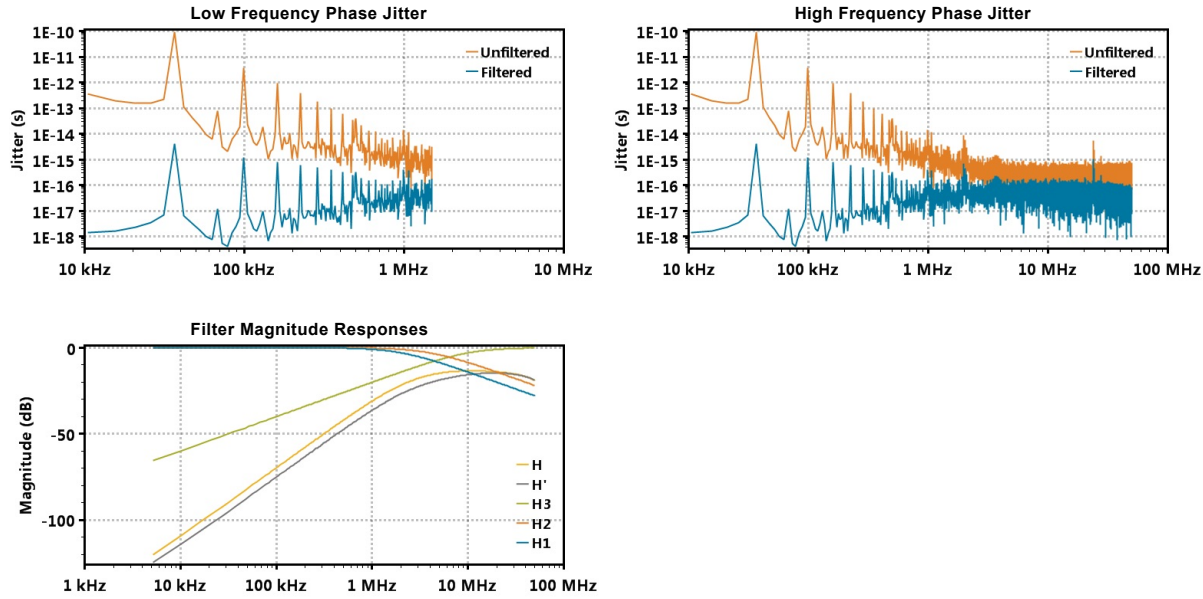 Low Frequency Phase Jitter
1E-10
1E-11
1E-12
1E-13
1E-14
1E-15
1E-16
1E-17
1E-18
Jitter (s)
Unfiltered
Filtered
10 kHz 100 kHz 1 MHz 10 MHz
High Frequency Phase Jitter
1E-10
1E-11
1E-12
1E-13
1E-14
1E-15
1E-16
1E-17
1E-18
Jitter (s)
Unfiltered
Filtered
10 kHz 100 kHz 1 MHz 10 MHz 100 MHz
Filter Magnitude Responses
0
-50
-100
Magnitude (dB)
H
H'
H3
H2
H1
1 kHz 10 kHz 100 kHz 1 MHz 10 MHz 100 MHz